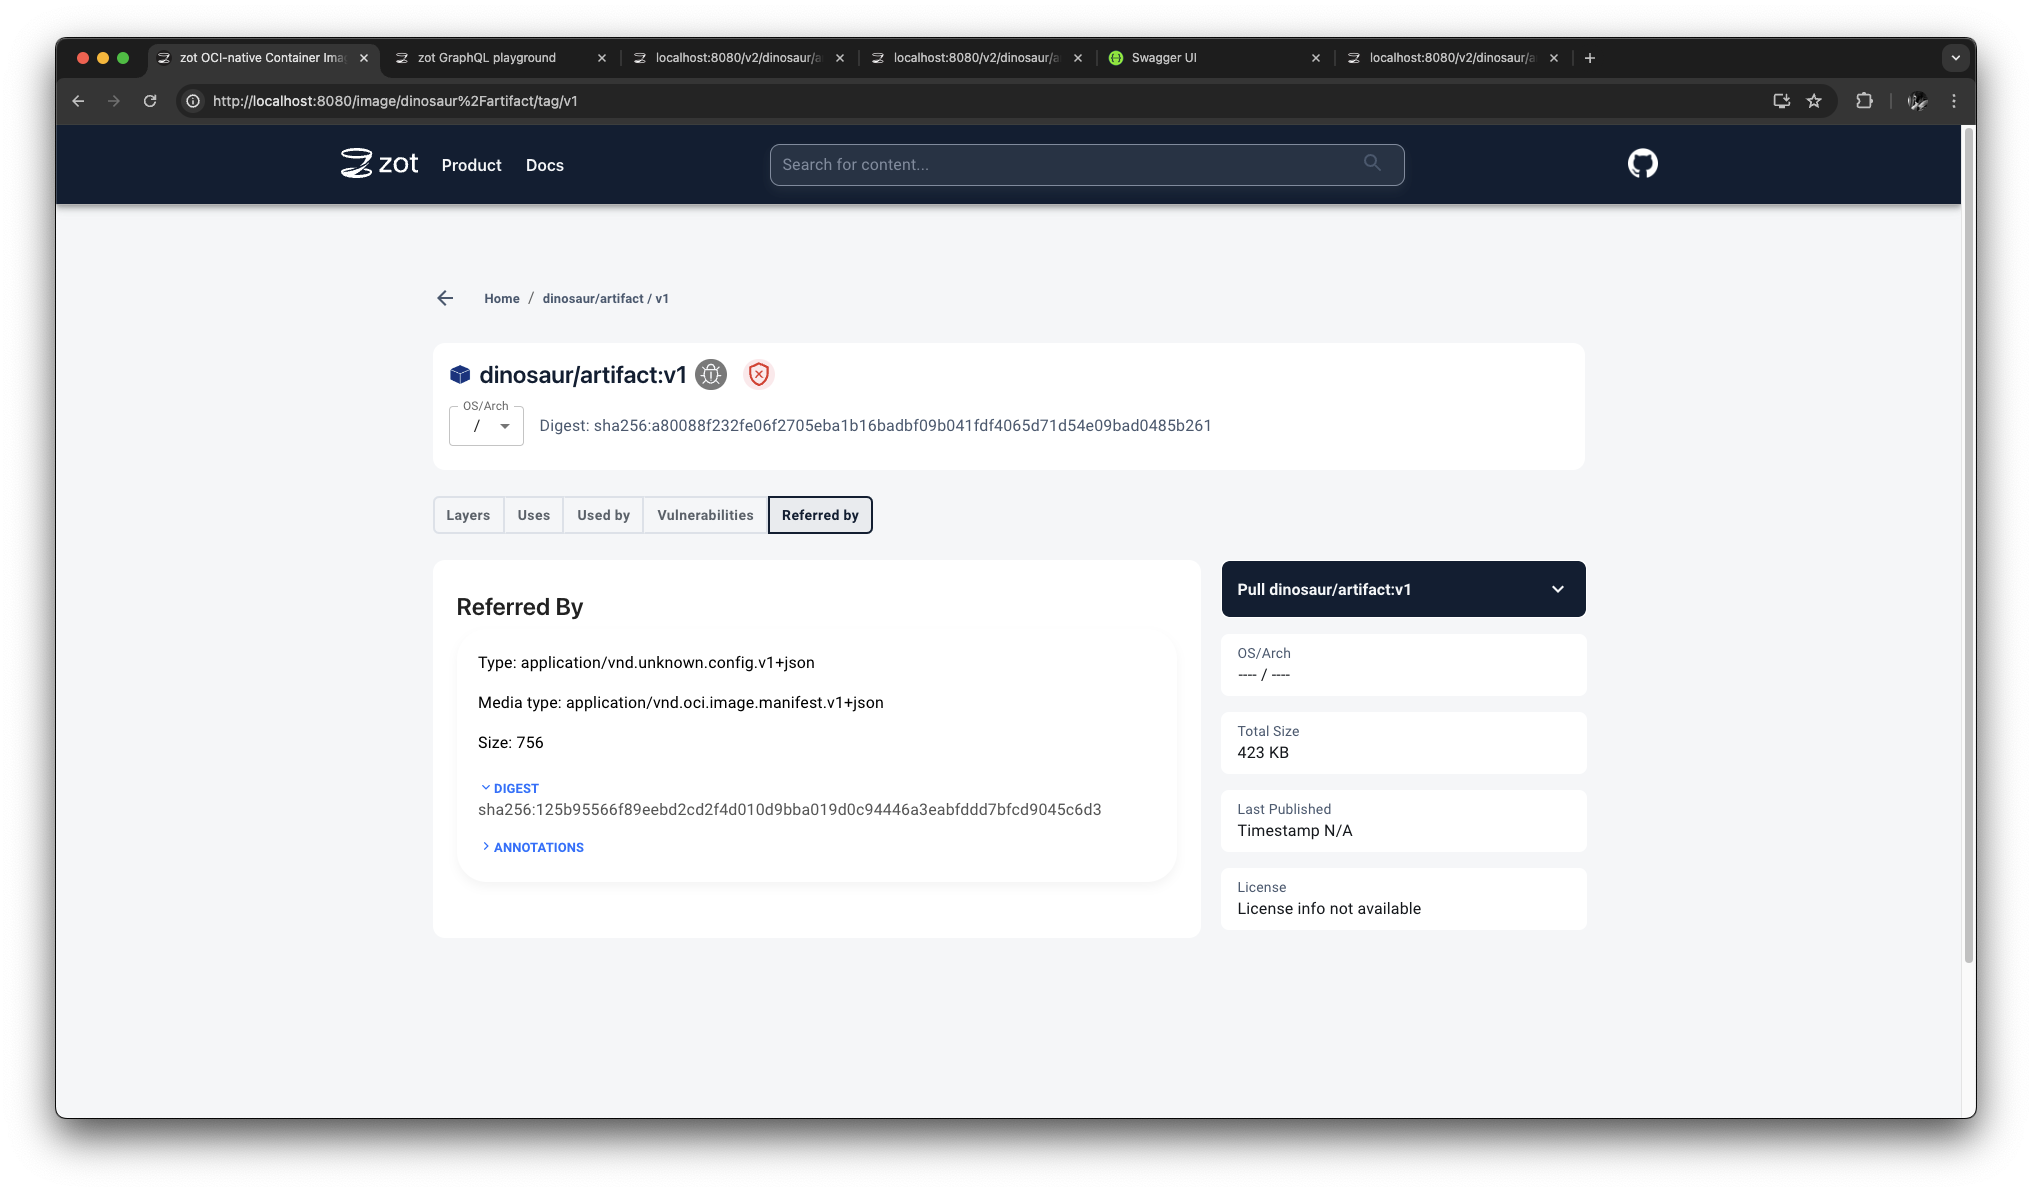 zot OCI-native Container Ima
zot GraphQL playground
localhost:8080/v2/dinosaur/a
localhost:8080/v2/dinosaur/a
Swagger UI
localhost:8080/v2/dinosaur/a
http://localhost:8080/image/dinosaur%2Fartifact/tag/v1
zot
Product
Docs
Search for content...
Home / dinosaur/artifact / v1
dinosaur/artifact:v1
OS/Arch
/
Digest: sha256:a80088f232fe06f2705eba1b16badbf09b041fdf4065d71d54e09bad0485b261
Layers
Uses
Used by
Vulnerabilities
Referred by
Referred By
Type: application/vnd.unknown.config.v1+json
Media type: application/vnd.oci.image.manifest.v1+json
Size: 756
DIGEST
sha256:125b95566f89eebd2cd2f4d010d9bba019d0c94446a3eabfddd7bfcd9045c6d3
ANNOTATIONS
Pull dinosaur/artifact:v1
OS/Arch
---- / ----
Total Size
423 KB
Last Published
Timestamp N/A
License
License info not available